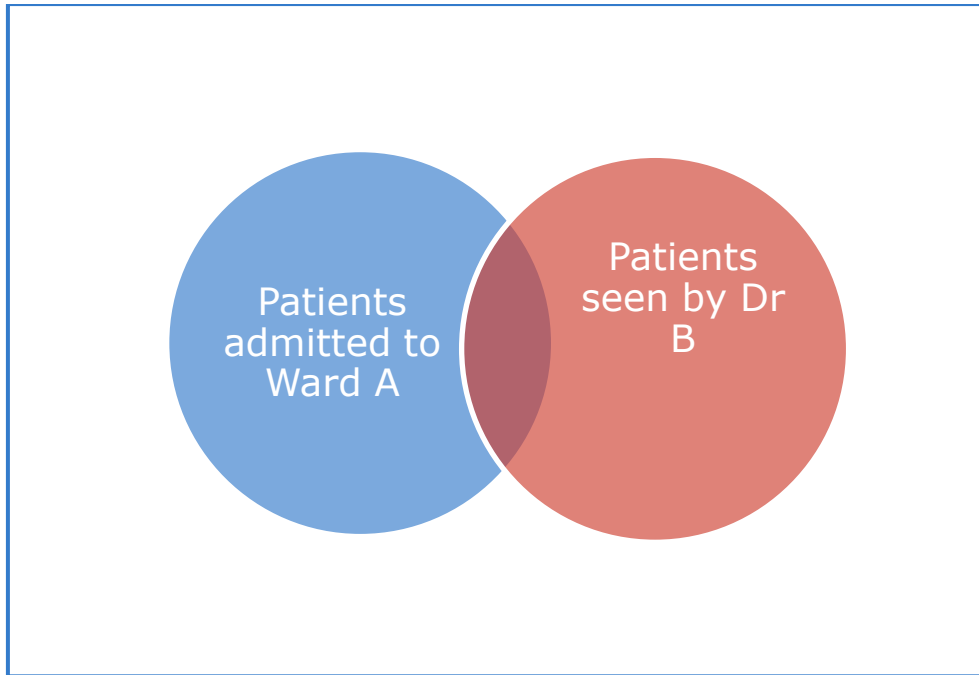 Patients
admitted to
Ward A
Patients
seen by Dr
B